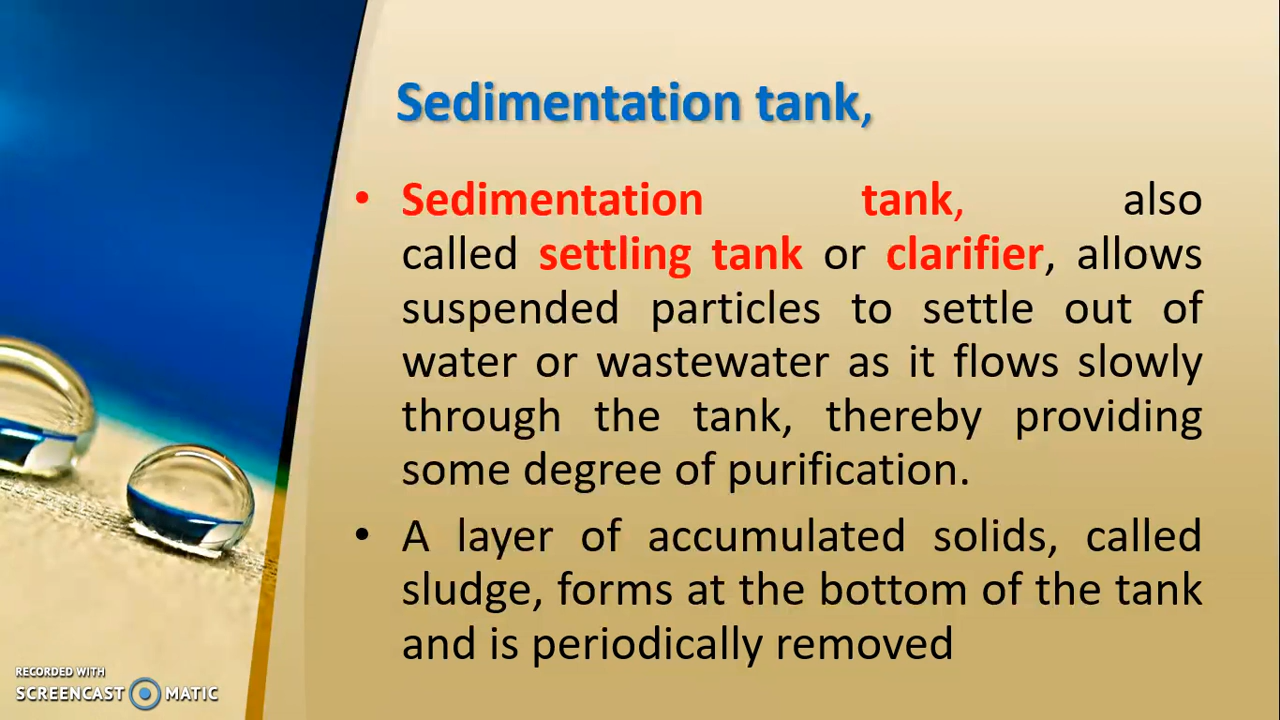 Sedimentation tank,
• Sedimentation tank, also
called settling tank or clarifier, allows
suspended particles to settle out of
water or wastewater as it flows slowly
through the tank, thereby providing
some degree of purification.
• A layer of accumulated solids, called
sludge, forms at the bottom of the tank
and is periodically removed
RECORDED WITH
SCREENCAST MATIC